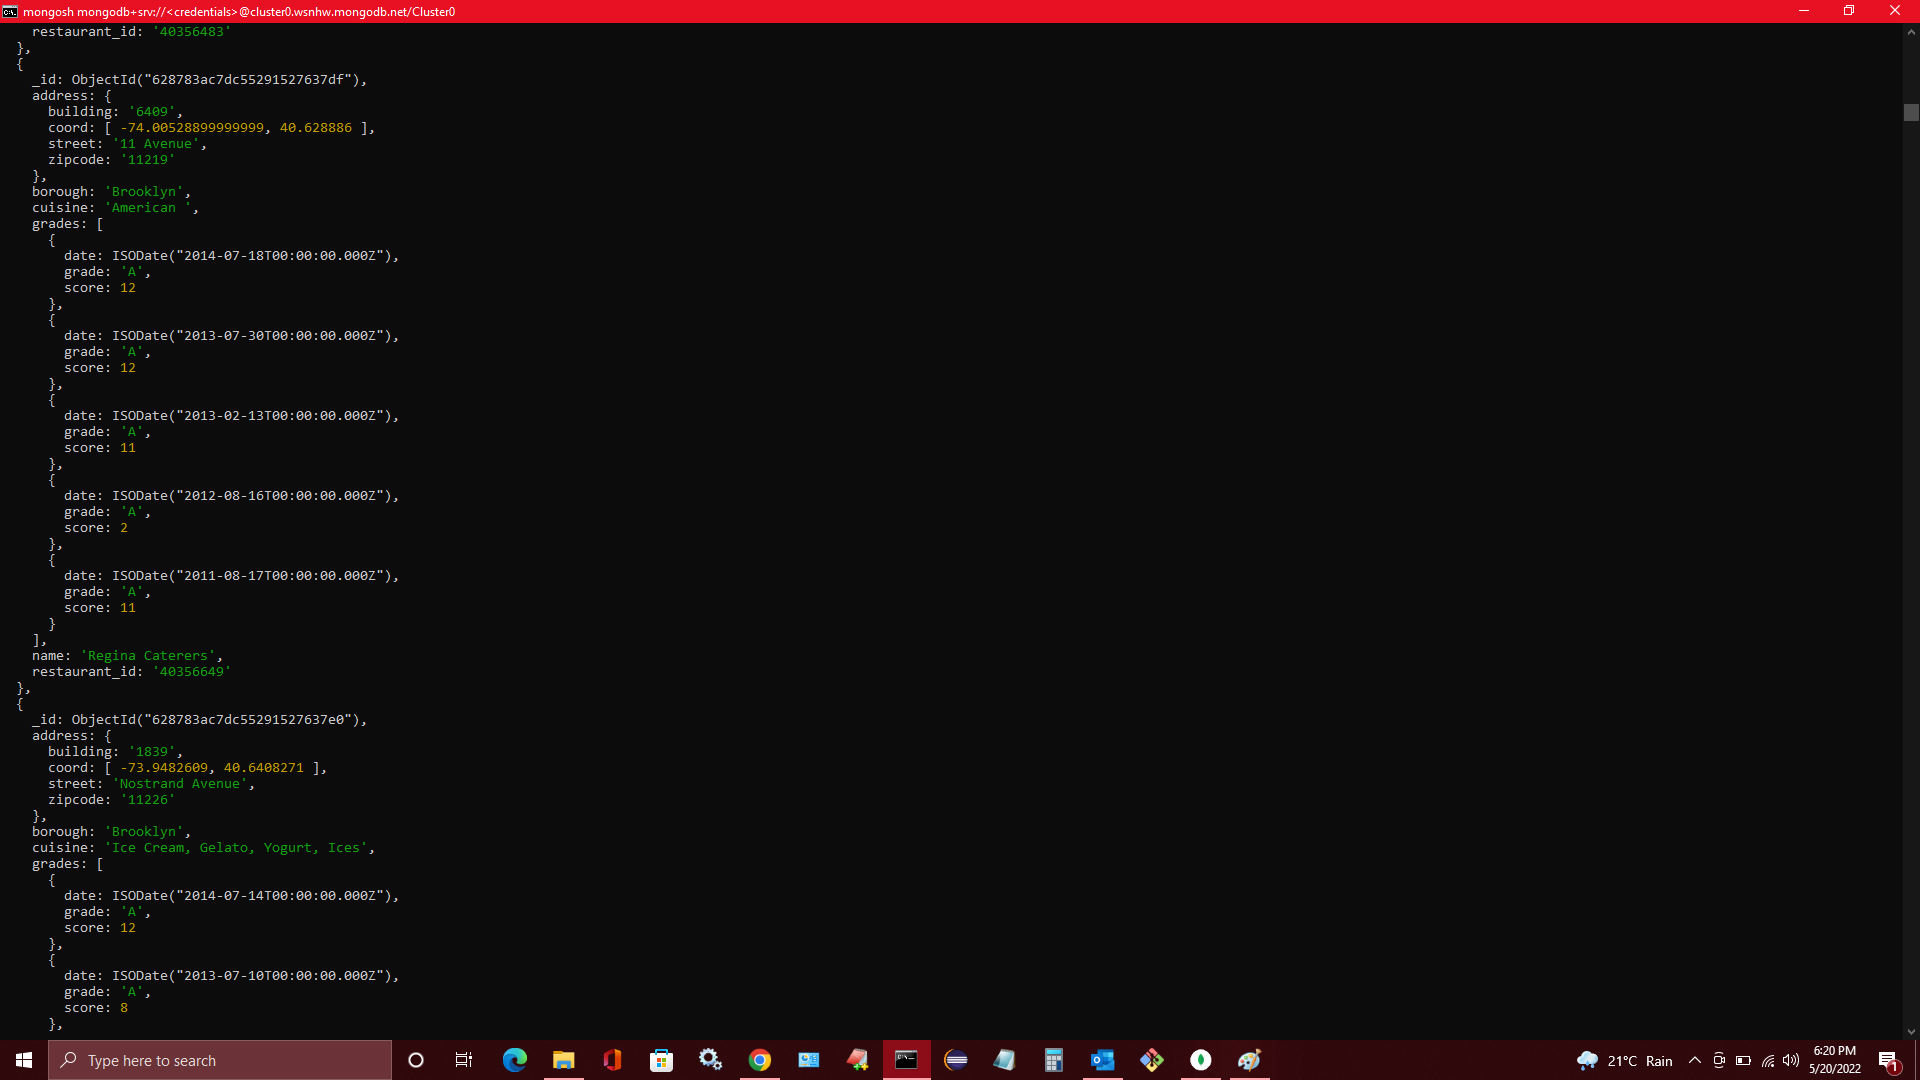 mongosh mongodb+srv://<credentials>@cluster0.wsnhw.mongodb.net/Cluster0
restaurant_id: '40356483'
},
{
_id: ObjectId("628783ac7dc55291527637df"),
address: {
building: '6409',
coord: [ -74.00528899999999, 40.628886 ],
street: '11 Avenue',
zipcode: '11219'
},
borough: 'Brooklyn',
cuisine: 'American ',
grades: [
{
date: ISODate("2014-07-18T00:00:00.000Z"),
grade: 'A',
score: 12
},
{
date: ISODate("2013-07-30T00:00:00.000Z"),
grade: 'A',
score: 12
},
{
date: ISODate("2013-02-13T00:00:00.000Z"),
grade: 'A',
score: 11
},
{
date: ISODate("2012-08-16T00:00:00.000Z"),
grade: 'A',
score: 2
},
{
date: ISODate("2011-08-17T00:00:00.000Z"),
grade: 'A',
score: 11
}
],
name: 'Regina Caterers',
restaurant_id: '40356649'
},
{
_id: ObjectId("628783ac7dc55291527637e0"),
address: {
building: '1839',
coord: [ -73.9482609, 40.6408271 ],
street: 'Nostrand Avenue',
zipcode: '11226'
},
borough: 'Brooklyn',
cuisine: 'Ice Cream, Gelato, Yogurt, Ices',
grades: [
{
date: ISODate("2014-07-14T00:00:00.000Z"),
grade: 'A',
score: 12
},
{
date: ISODate("2013-07-10T00:00:00.000Z"),
grade: 'A',
score: 8
},
Type here to search
21°C Rain
6:20 PM
5/20/2022
1